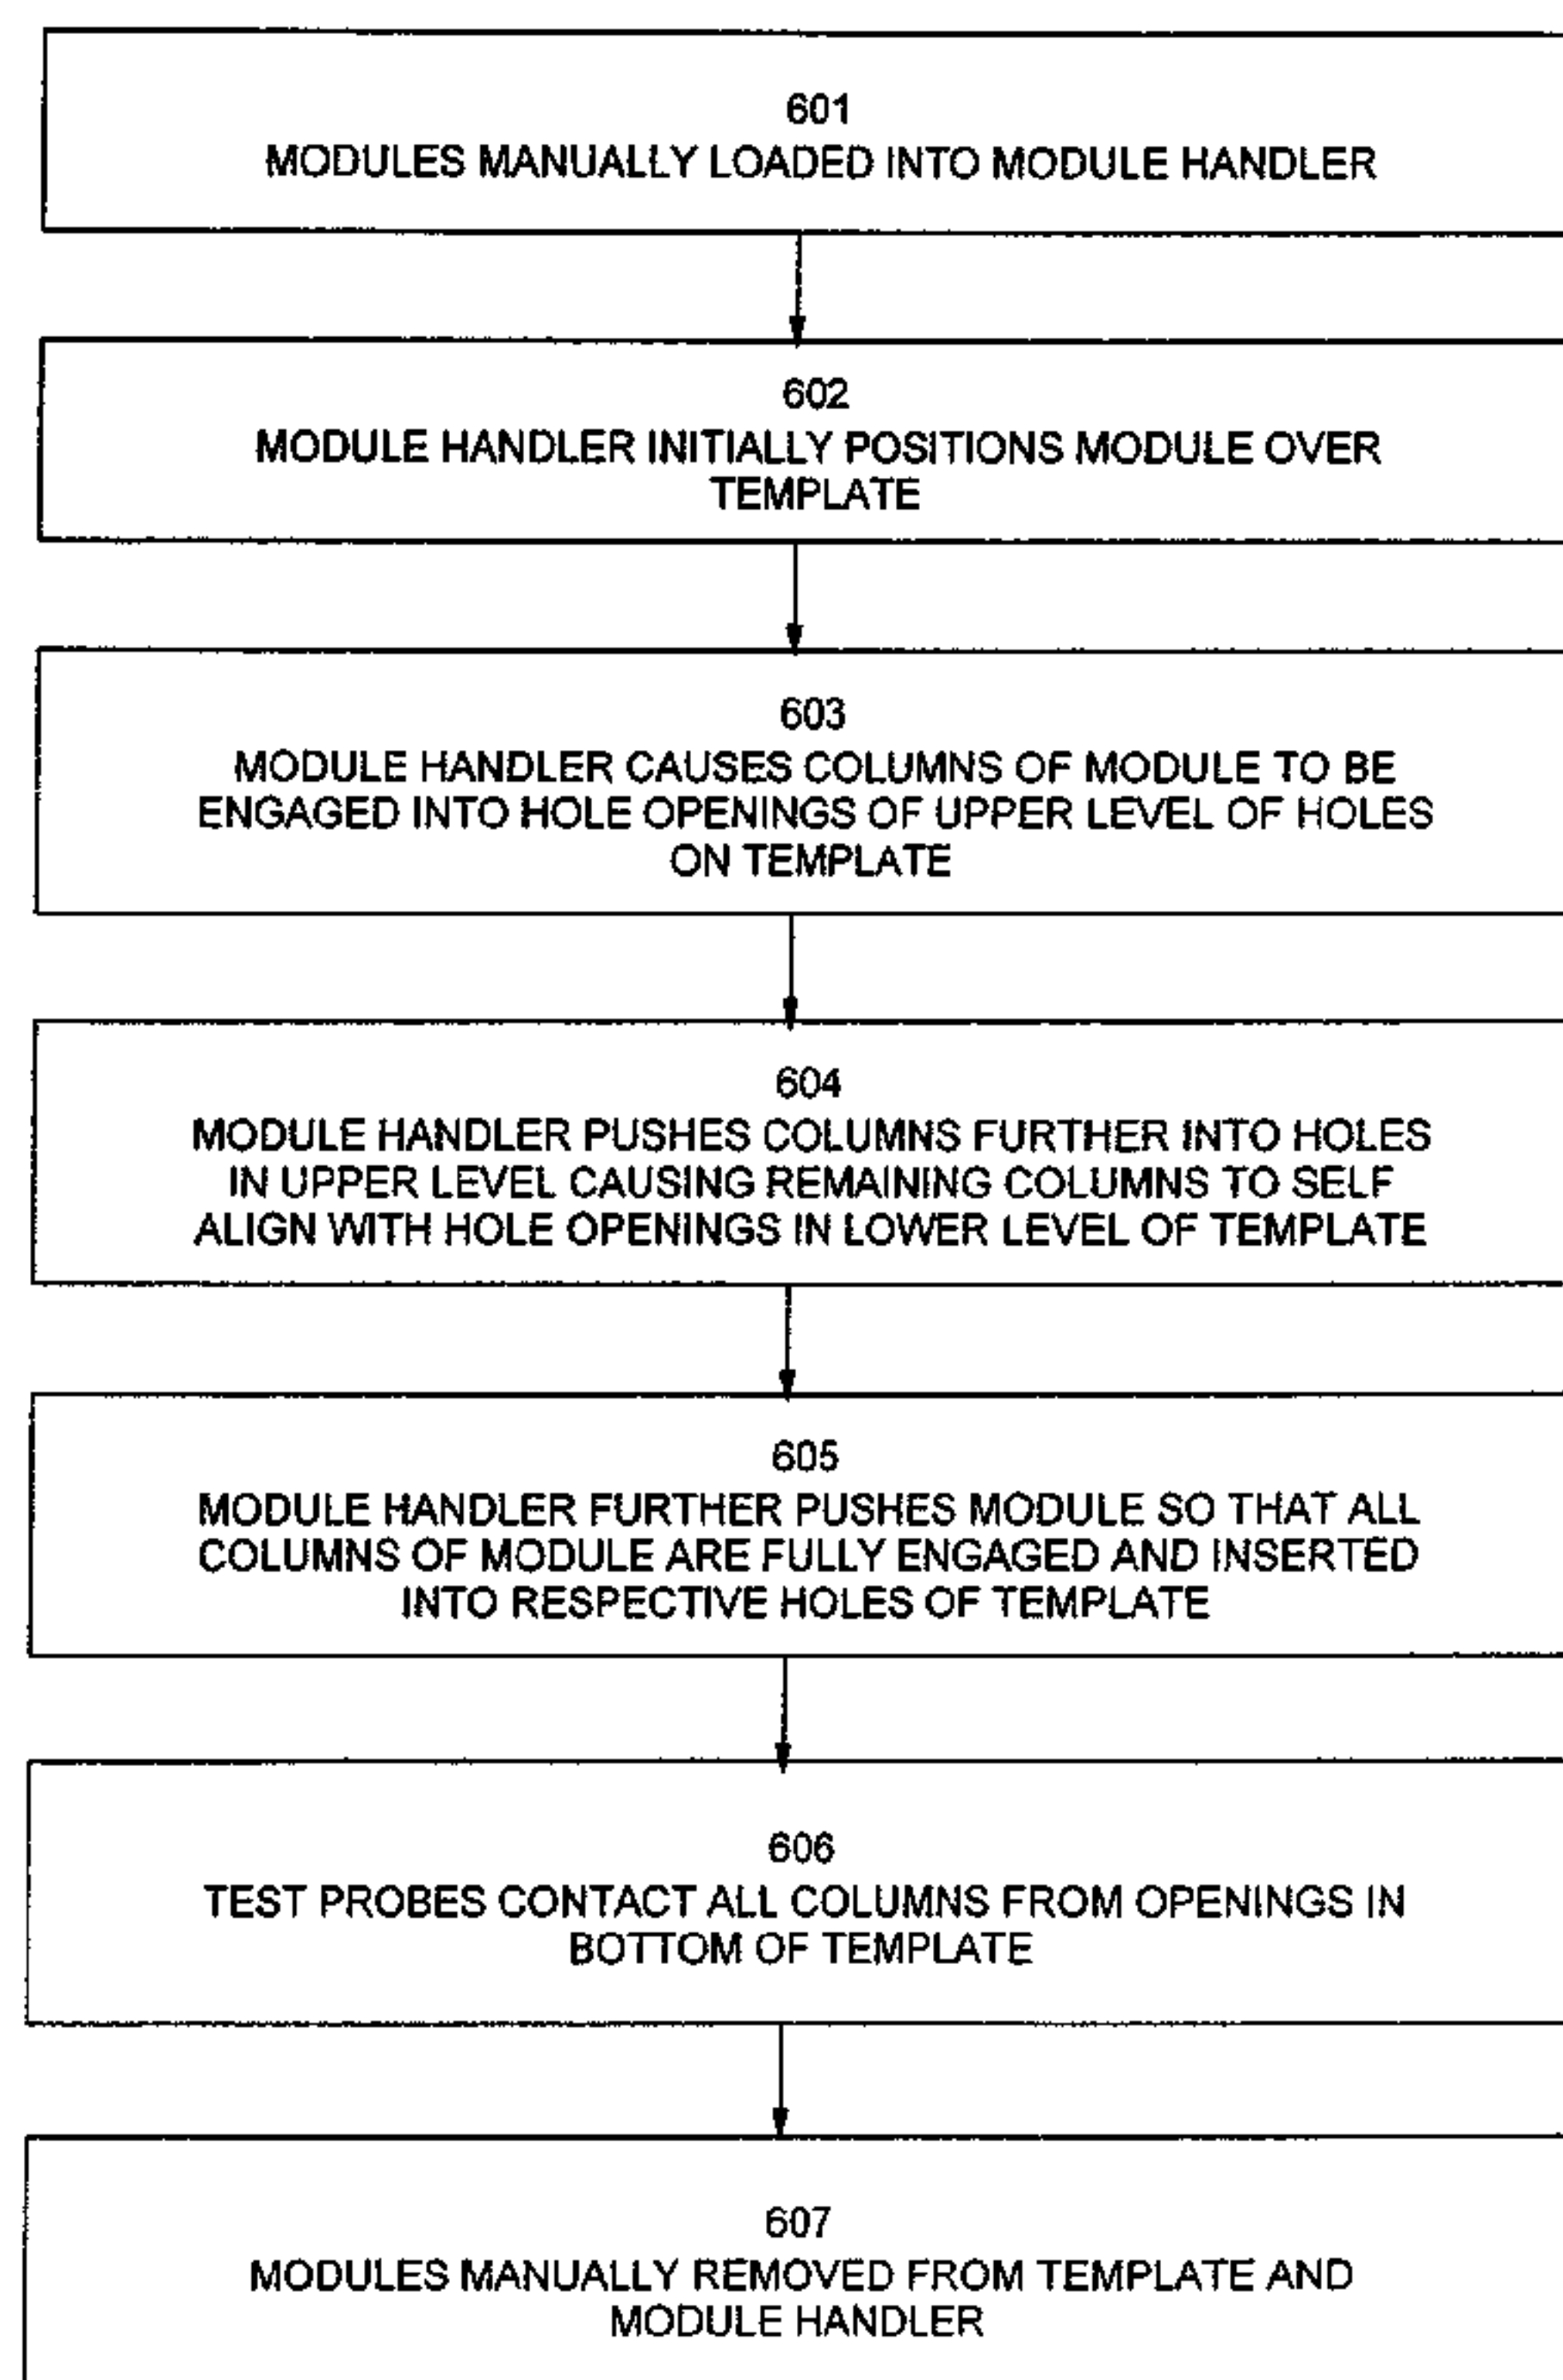 601
MODULES MANUALLY LOADED INTO MODULE HANDLER
602
MODULE HANDLER INITIALLY POSITIONS MODULE OVER
TEMPLATE
603
MODULE HANDLER CAUSES COLUMNS OF MODULE TO BE
ENGAGED INTO HOLE OPENINGS OF UPPER LEVEL OF HOLES
ON TEMPLATE
604
MODULE HANDLER PUSHES COLUMNS FURTHER INTO HOLES
IN UPPER LEVEL CAUSING REMAINING COLUMNS TO SELF
ALIGN WITH HOLE OPENINGS IN LOWER LEVEL OF TEMPLATE
605
MODULE HANDLER FURTHER PUSHES MODULE SO THAT ALL
COLUMNS OF MODULE ARE FULLY ENGAGED AND INSERTED
INTO RESPECTIVE HOLES OF TEMPLATE
606
TEST PROBES CONTACT ALL COLUMNS FROM OPENINGS IN
BOTTOM OF TEMPLATE
607
MODULES MANUALLY REMOVED FROM TEMPLATE AND
MODULE HANDLER